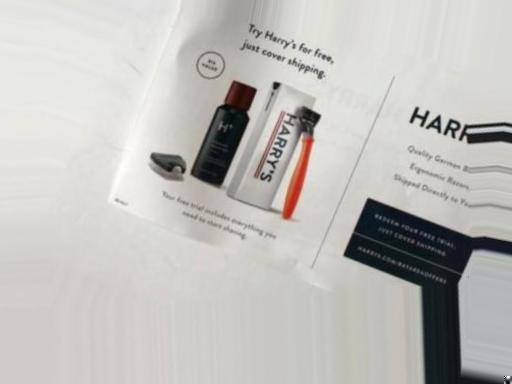 Try Harry's for free,
just cover shipping.
H'
HARRY'S
Your free trial includes everything you
need to start shaving.
HARR
Quality German B
Ergonomic Razors
Shipped Directly to You
REDEEM YOUR FREE TRIAL,
JUST COVER SHIPPING.